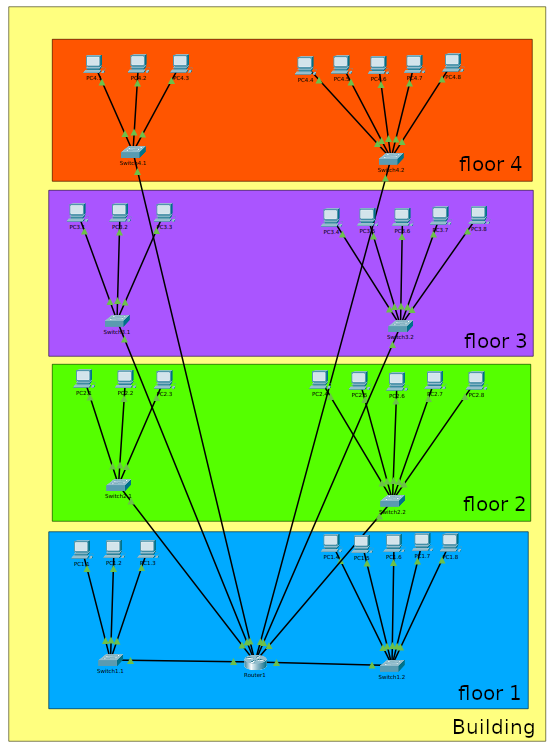 PC4.1 PC4.2 PC4.3 PC4.4 PC4.5 PC4.6 PC4.7 PC4.8
Switch4.1 Switch4.2
floor 4
PC3.1 PC3.2 PC3.3 PC3.4 PC3.5 PC3.6 PC3.7 PC3.8
Switch3.1 Switch3.2
floor 3
PC2.1 PC2.2 PC2.3 PC2.4 PC2.5 PC2.6 PC2.7 PC2.8
Switch2.1 Switch2.2
floor 2
PC1.1 PC1.2 PC1.3 PC1.4 PC1.5 PC1.6 PC1.7 PC1.8
Switch1.1 Router1 Switch1.2
floor 1
Building